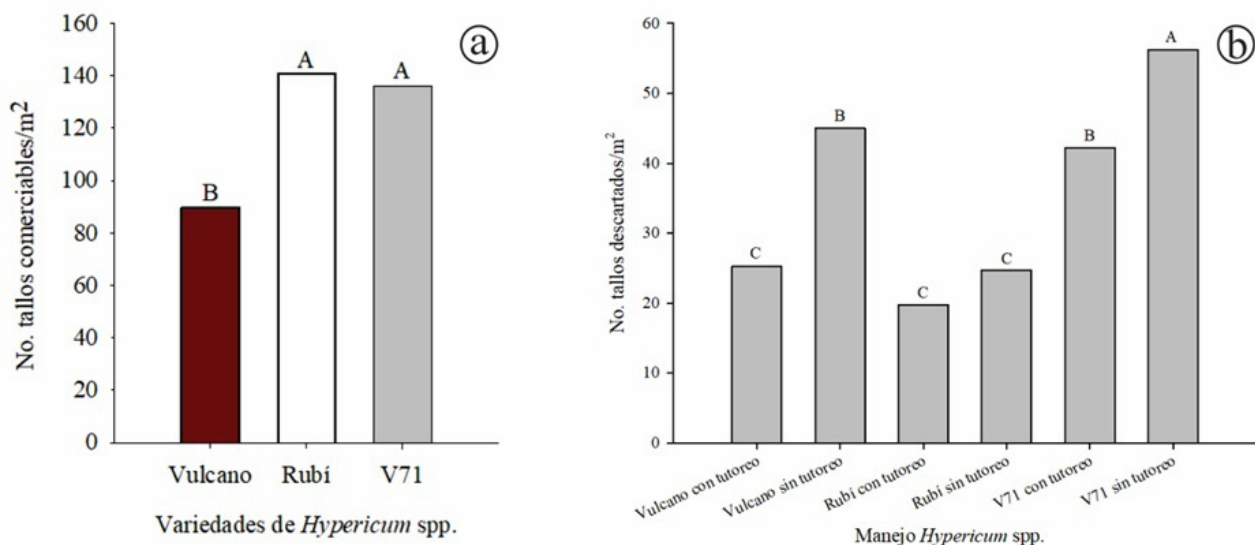 a
No. tallos comerciables/m²
160
140
120
100
80
60
40
20
0
B
A
A
Vulcano
Rubí
V71
Variedades de Hypericum spp.
b
No. tallos descartados/m²
60
50
40
30
20
10
0
C
B
C
C
B
A
Vulcano con tutoreo
Vulcano sin tutoreo
Rubí con tutoreo
Rubí sin tutoreo
V71 con tutoreo
V71 sin tutoreo
Manejo Hypericum spp.